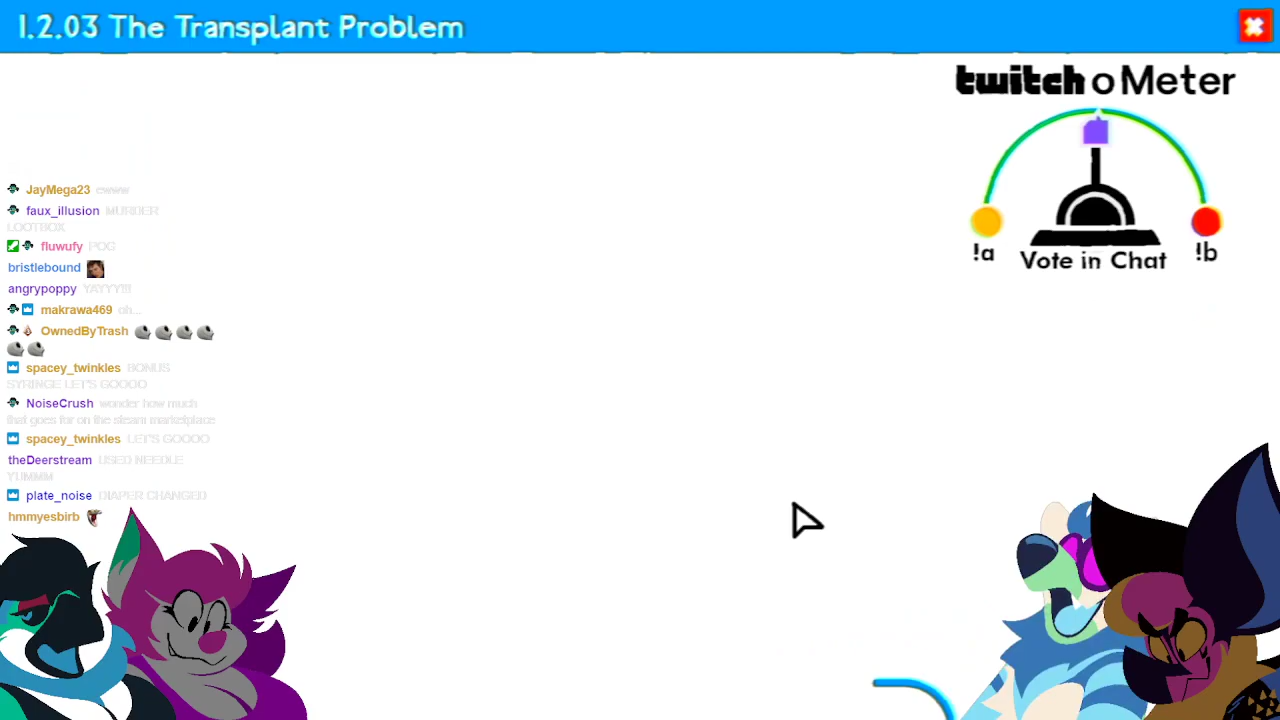 1.2.03 The Transplant Problem
twitch o Meter
!a
Vote in Chat
!b
JayMega23 ewww
faux_illusion MURDER
LOOTBOX
fluwufy POG
bristlebound
angrypoppy YAYYY!!!
makrawa469 oh...
OwnedByTrash
spacey_twinkles BONUS
SYRINGE LET'S GOOOO
NoiseCrush wonder how much
that goes for on the steam marketplace
spacey_twinkles LET'S GOOOO
theDeerstream USED NEEDLE
YUMMM
plate_noise DIAPER CHANGED
hmmyesbirb